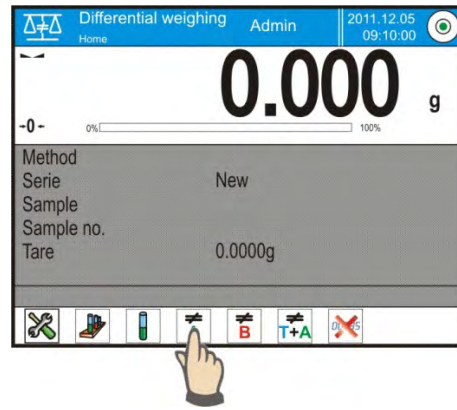 Differential weighing Admin 2011.12.05
Home 09:10:00
0.000 g
→0← 0% 100%
Method
Serie New
Sample
Sample no.
Tare 0.0000g
≠ ≠ ≠
B T+A